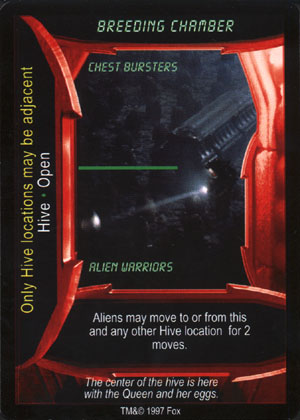 BREEDING CHAMBER
CHEST BURSTERS
ALIEN WARRIORS
Only Hive locations may be adjacent
Hive • Open
Aliens may move to or from this
and any other Hive location for 2
moves.
The center of the hive is here
with the Queen and her eggs.
TM&© 1997 Fox